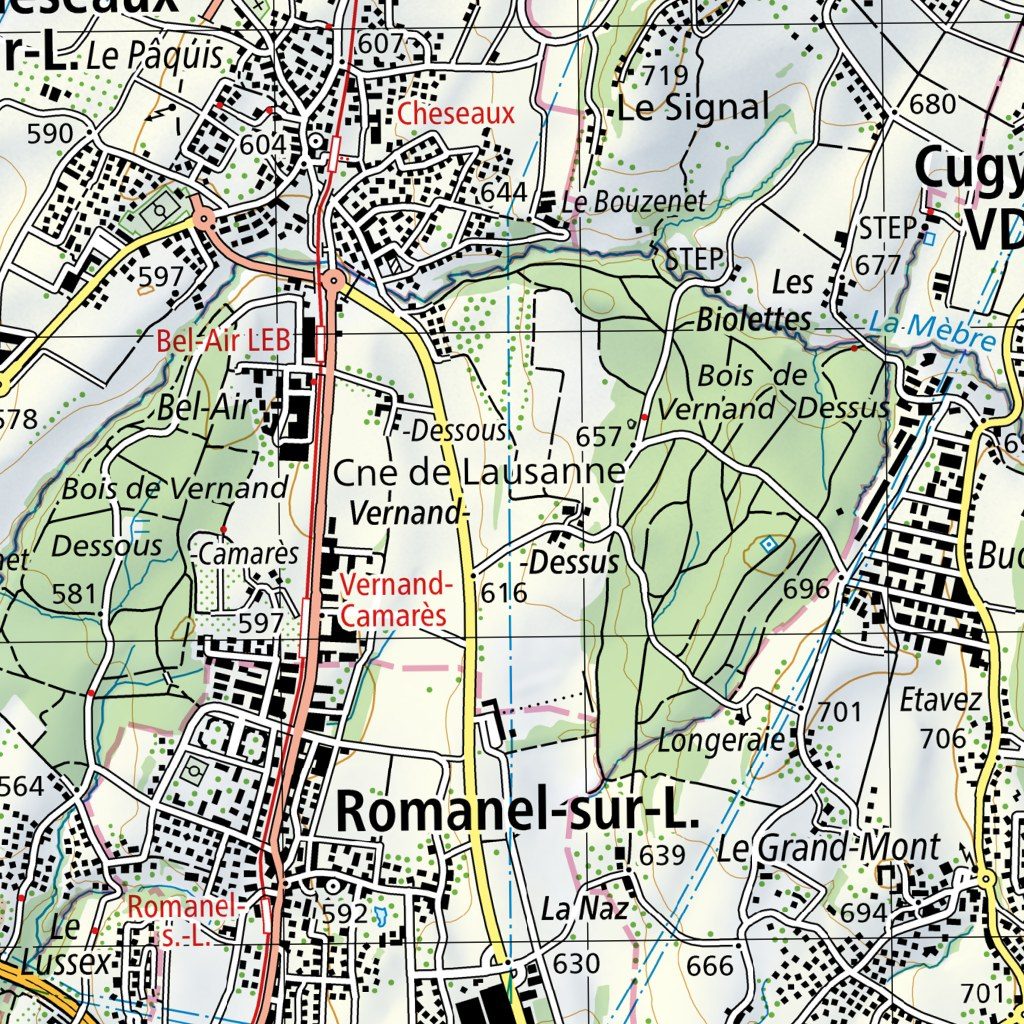 r-L. Le Pâquis
607
719
Le Signal
680
590
Cheseaux
604
Cugy
VD
644
Le Bouzenet
STEP
STEP
677
597
Les
Biolettes
La Mèbre
Bel-Air LEB
Bois de
Vernand Dessus
578
Bel-Air
-Dessous
657
Cne de Lausanne
Bois de Vernand
Dessous
Vernand-
-Camarès
-Dessus
581
Vernand-
Camarès
616
696
597
Etavez
706
701
Longeraie
564
Romanel-sur-L.
639
Le Grand-Mont
Romanel-
s.-L.
592
La Naz
694
Le
Lussex
630
666
701